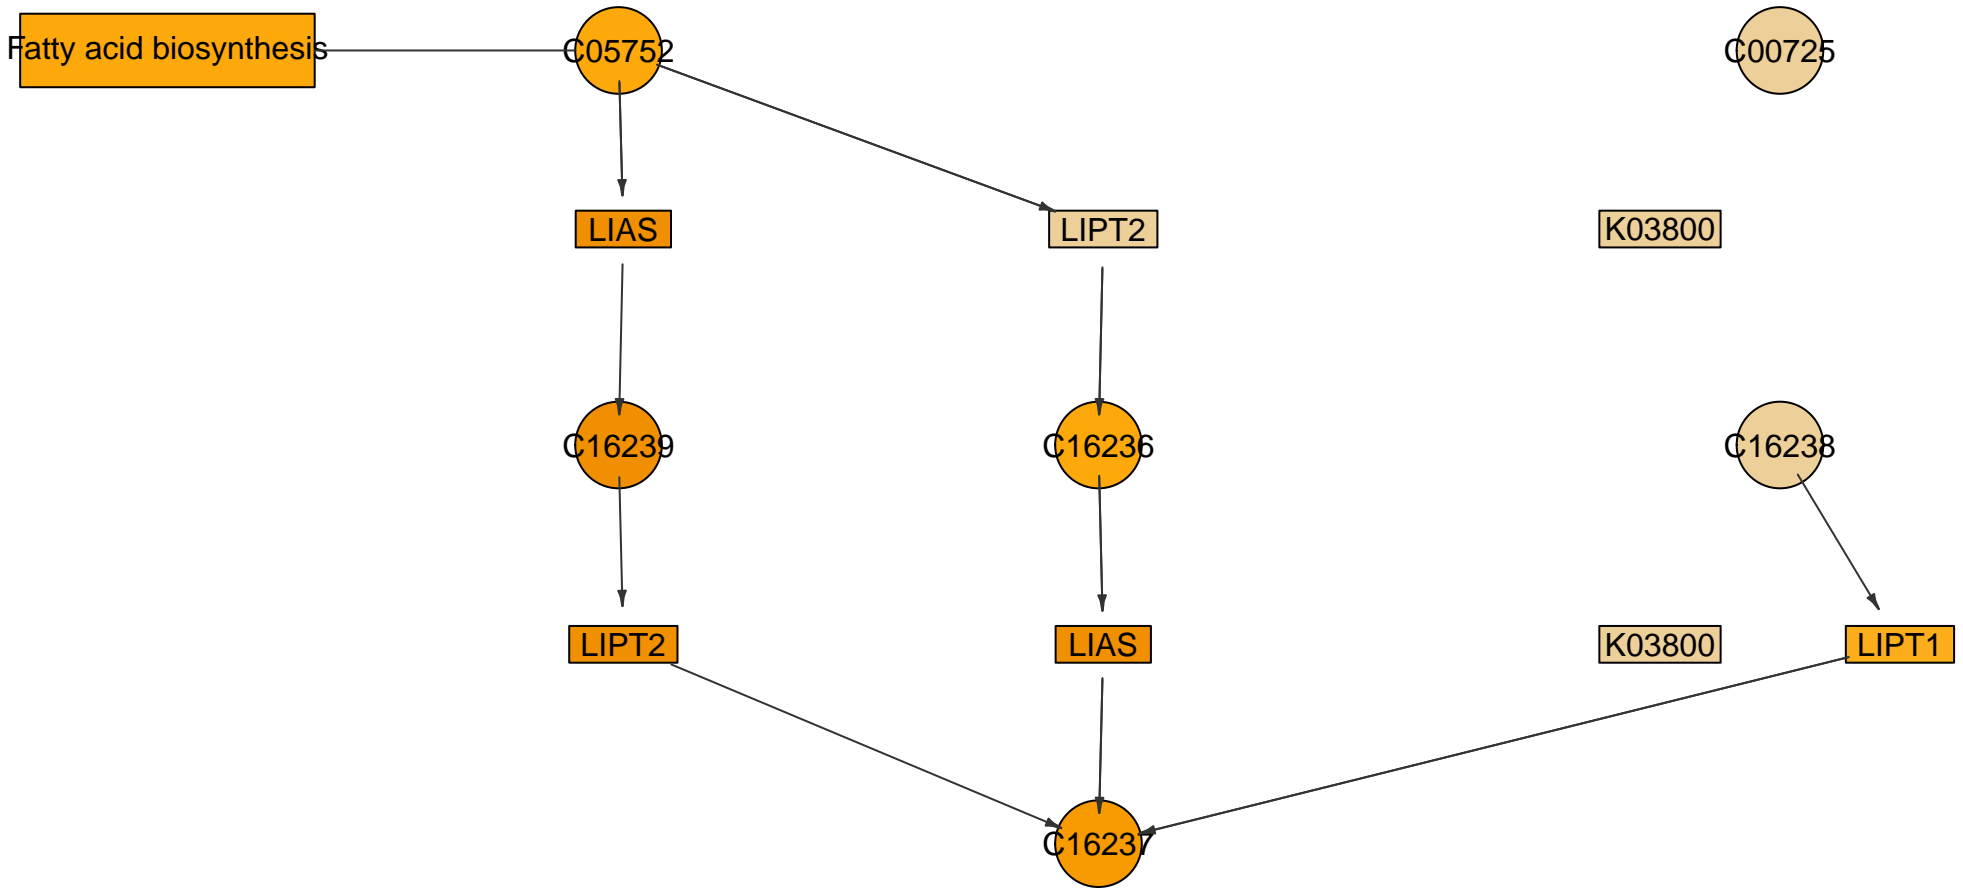 Fatty acid biosynthesis
C05752
C00725
LIAS
LIPT2
K03800
C16239
C16236
C16238
LIPT2
LIAS
K03800
LIPT1
C16237